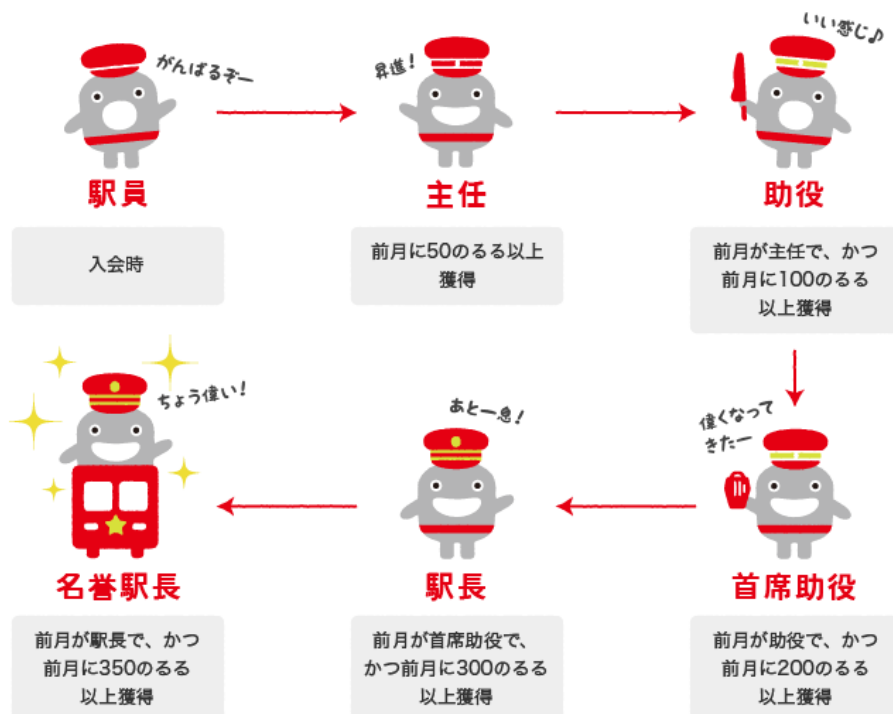 がんばるぞー
駅員
入会時
昇進！
主任
前月に50のるる以上
獲得
いい感じ♪
助役
前月が主任で、かつ
前月に100のるる
以上獲得
偉くなって
きたー
首席助役
前月が助役で、かつ
前月に200のるる
以上獲得
あと一息！
駅長
前月が首席助役で、
かつ前月に300のるる
以上獲得
ちょう偉い！
名誉駅長
前月が駅長で、かつ
前月に350のるる
以上獲得